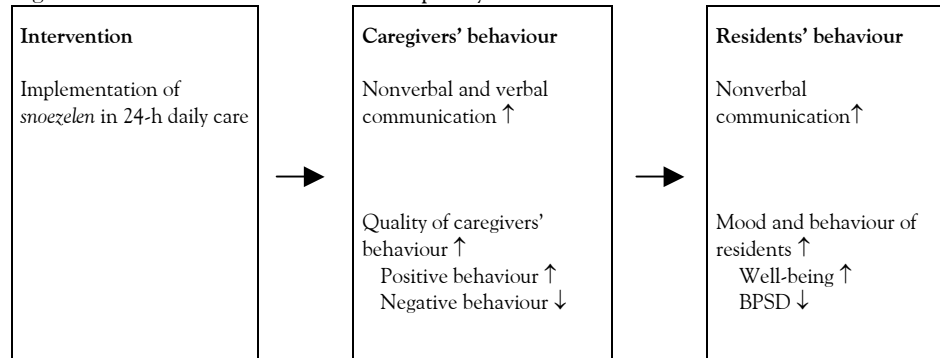 Intervention
Implementation of
snoezelen in 24-h daily care
Caregivers’ behaviour
Nonverbal and verbal
communication ↑
Quality of caregivers’
behaviour ↑
Positive behaviour ↑
Negative behaviour ↓
Residents’ behaviour
Nonverbal
communication↑
Mood and behaviour of
residents ↑
Well-being ↑
BPSD ↓